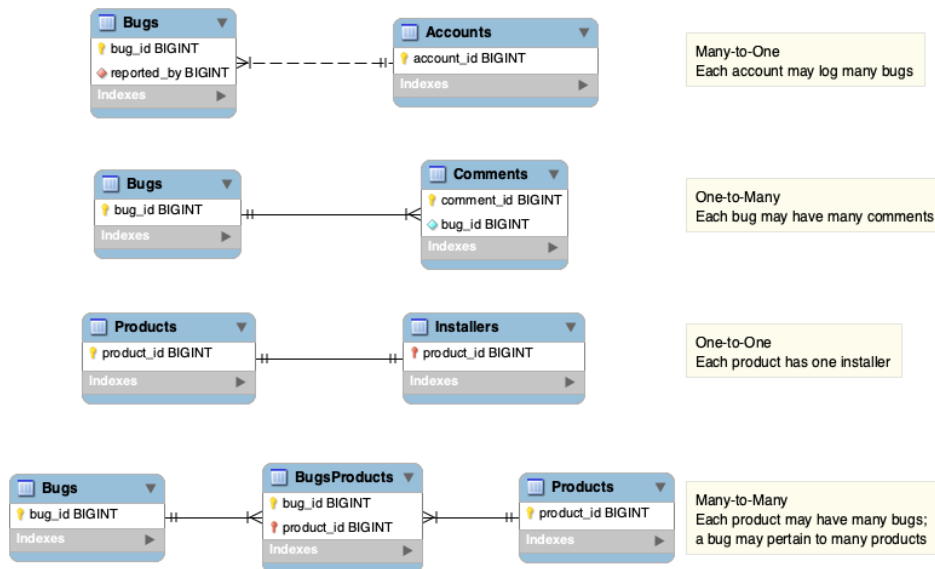 Bugs
bug_id BIGINT
reported_by BIGINT
Indexes
Accounts
account_id BIGINT
Indexes
Many-to-One
Each account may log many bugs
Bugs
bug_id BIGINT
Indexes
Comments
comment_id BIGINT
bug_id BIGINT
Indexes
One-to-Many
Each bug may have many comments
Products
product_id BIGINT
Indexes
Installers
product_id BIGINT
Indexes
One-to-One
Each product has one installer
Bugs
bug_id BIGINT
Indexes
BugsProducts
bug_id BIGINT
product_id BIGINT
Indexes
Products
product_id BIGINT
Indexes
Many-to-Many
Each product may have many bugs;
a bug may pertain to many products